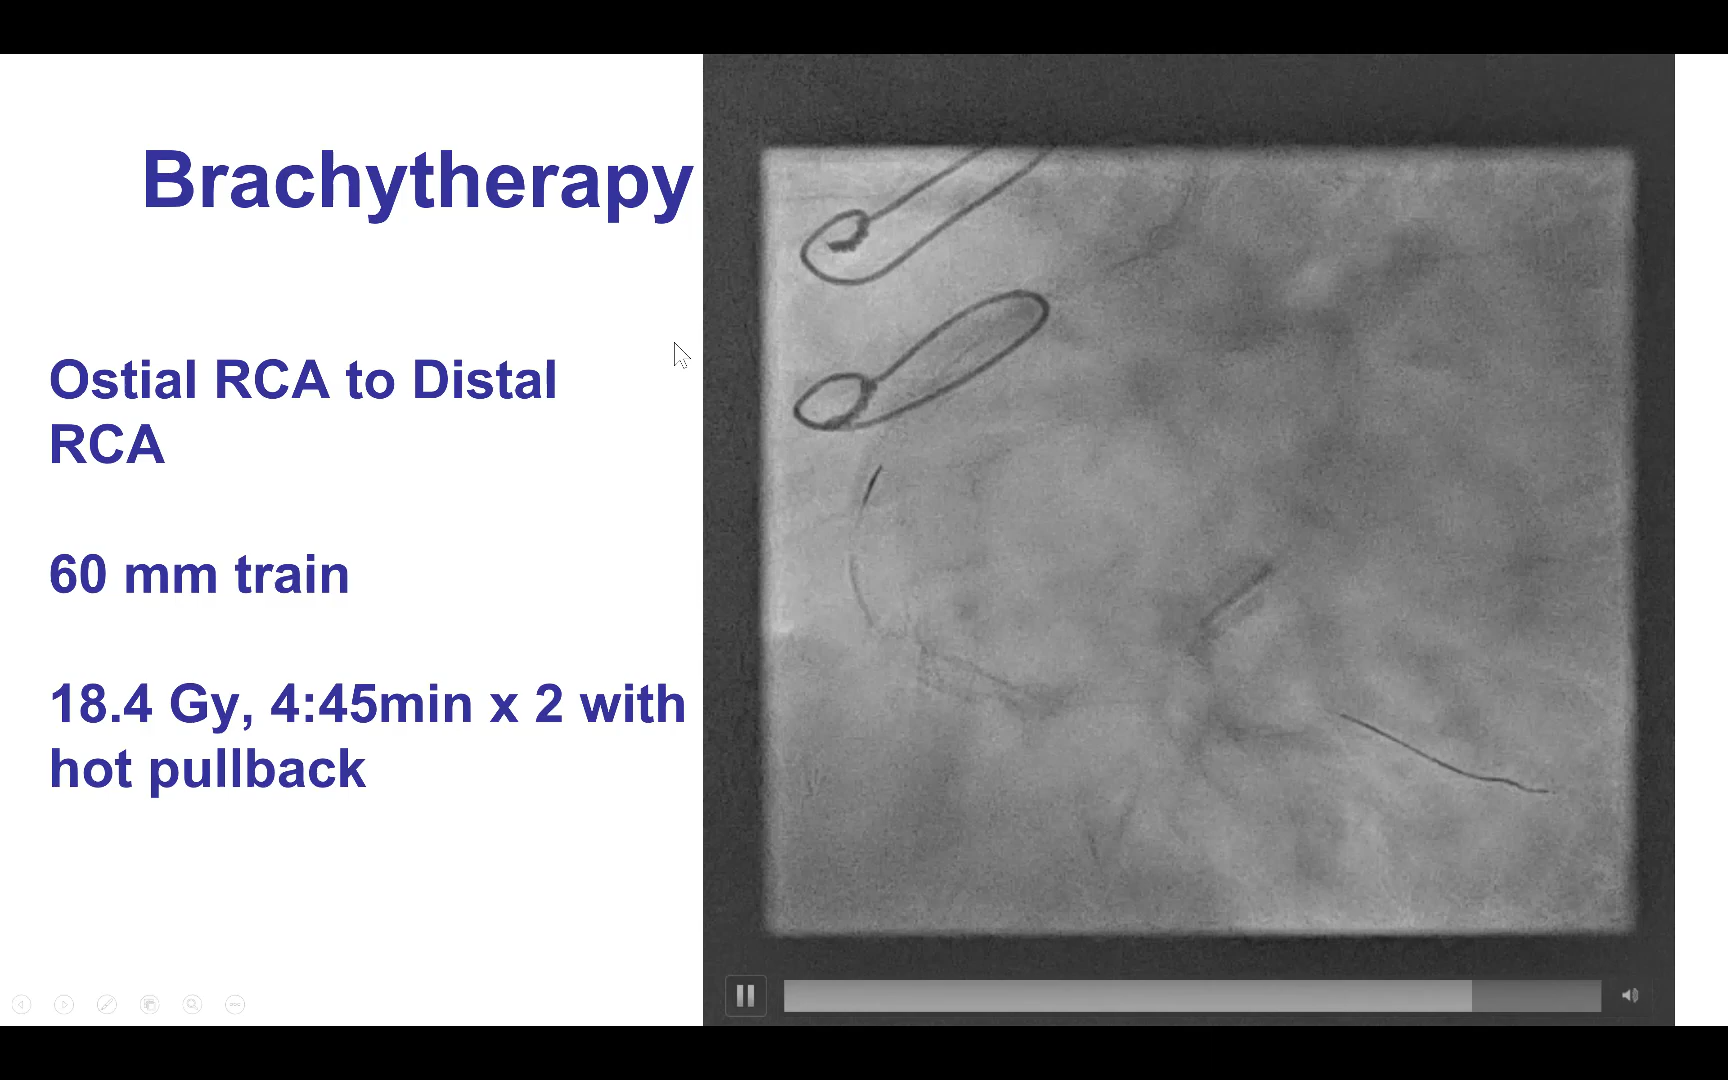 Brachytherapy
Ostial RCA to Distal
RCA
60 mm train
18.4 Gy, 4:45min x 2 with
hot pullback